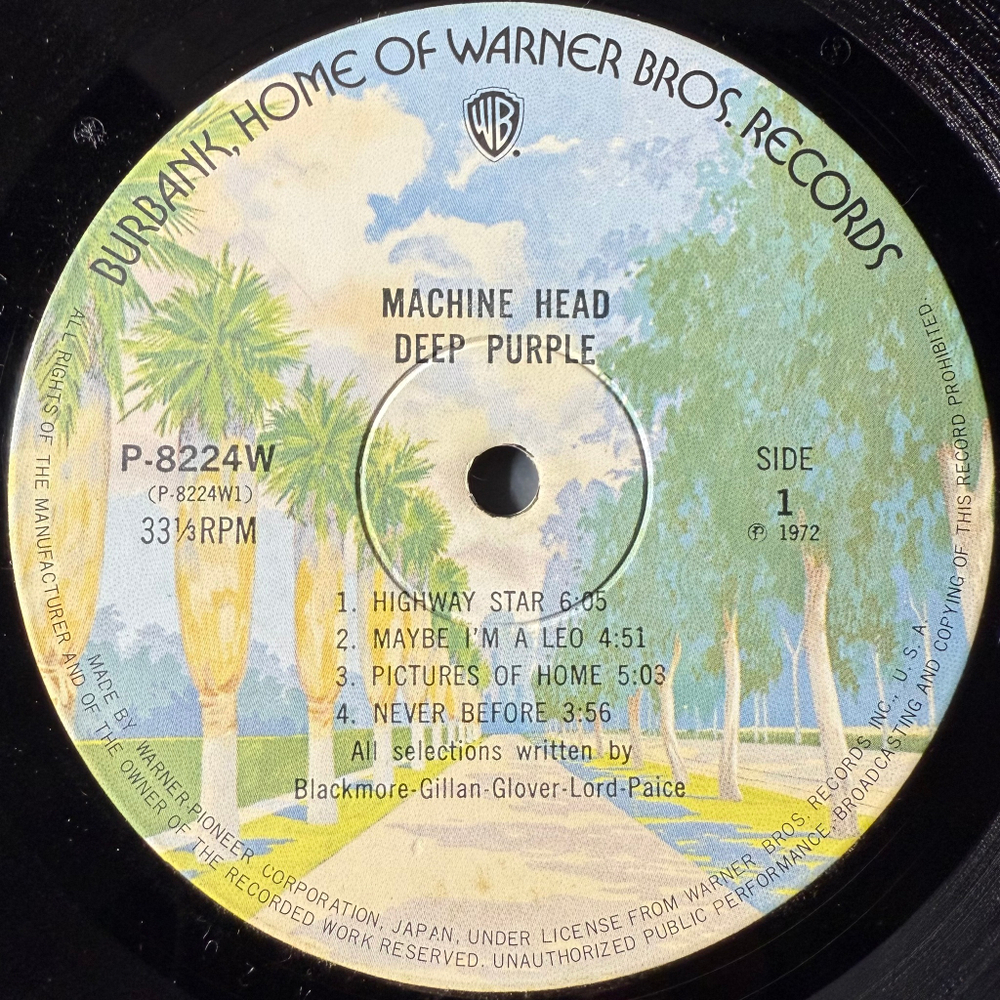 BURBANK, HOME OF WARNER BROS. RECORDS
WB
MACHINE HEAD
DEEP PURPLE
P-8224W
(P-8224W1)
33⅓RPM
SIDE
1
Ⓟ 1972
1. HIGHWAY STAR 6:05
2. MAYBE I'M A LEO 4:51
3. PICTURES OF HOME 5:03
4. NEVER BEFORE 3:56
All selections written by
Blackmore-Gillan-Glover-Lord-Paice
MADE BY WARNER-PIONEER CORPORATION, JAPAN, UNDER LICENSE FROM WARNER BROS. RECORDS INC., U. S. A.
ALL RIGHTS OF THE MANUFACTURER AND OF THE OWNER OF THE RECORDED WORK RESERVED. UNAUTHORIZED PUBLIC PERFORMANCE, BROADCASTING AND COPYING OF THIS RECORD PROHIBITED.